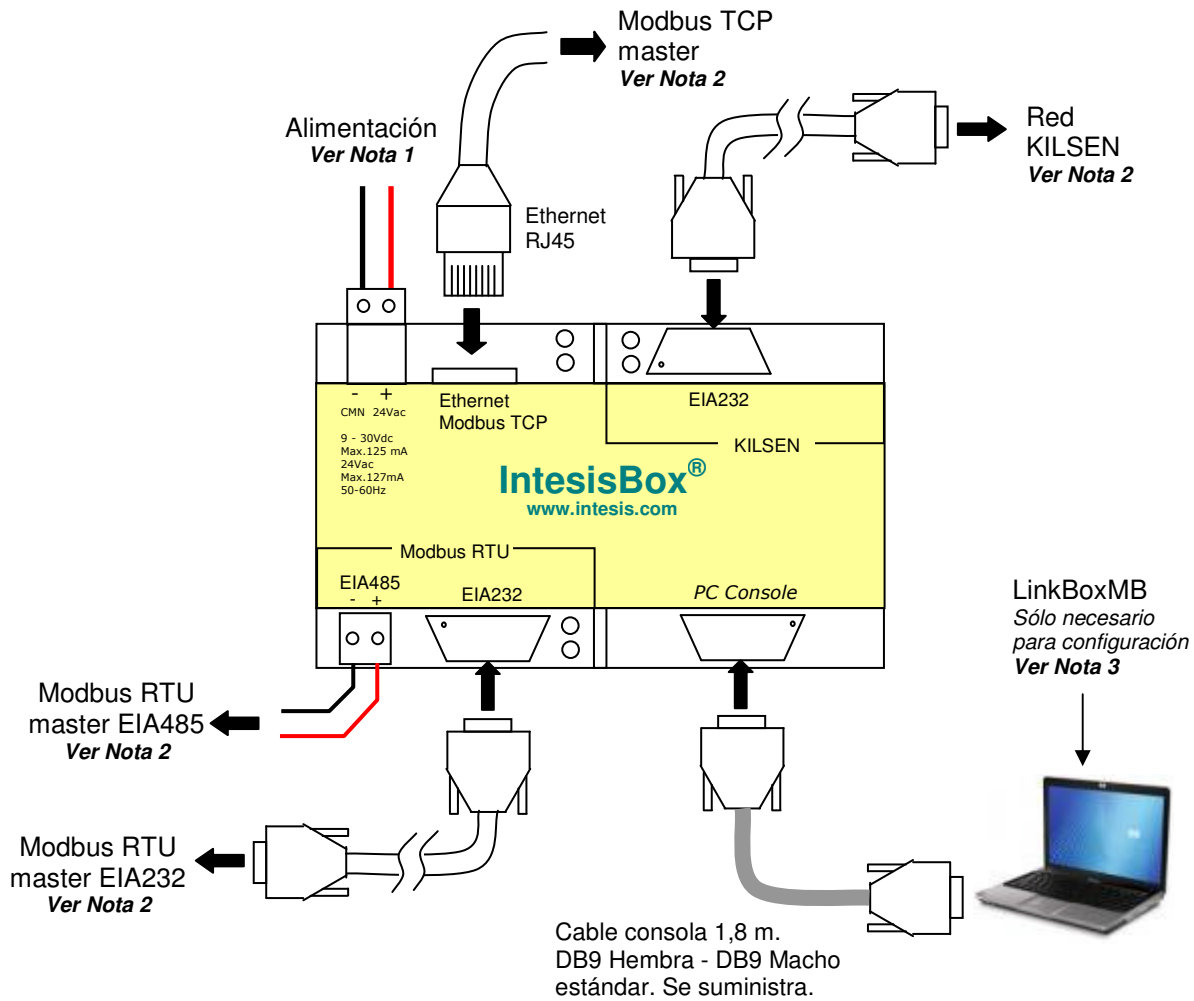 Modbus TCP
master
Ver Nota 2
Alimentación
Ver Nota 1
Red
KILSEN
Ver Nota 2
Ethernet
RJ45
- +
CMN 24Vac
9 - 30Vdc
Max.125 mA
24Vac
Max.127mA
50-60Hz
Ethernet
Modbus TCP
EIA232
KILSEN
IntesisBox®
www.intesis.com
Modbus RTU
EIA485
- +
EIA232
PC Console
LinkBoxMB
Sólo necesario
para configuración
Ver Nota 3
Modbus RTU
master EIA485
Ver Nota 2
Modbus RTU
master EIA232
Ver Nota 2
Cable consola 1,8 m.
DB9 Hembra - DB9 Macho
estándar. Se suministra.